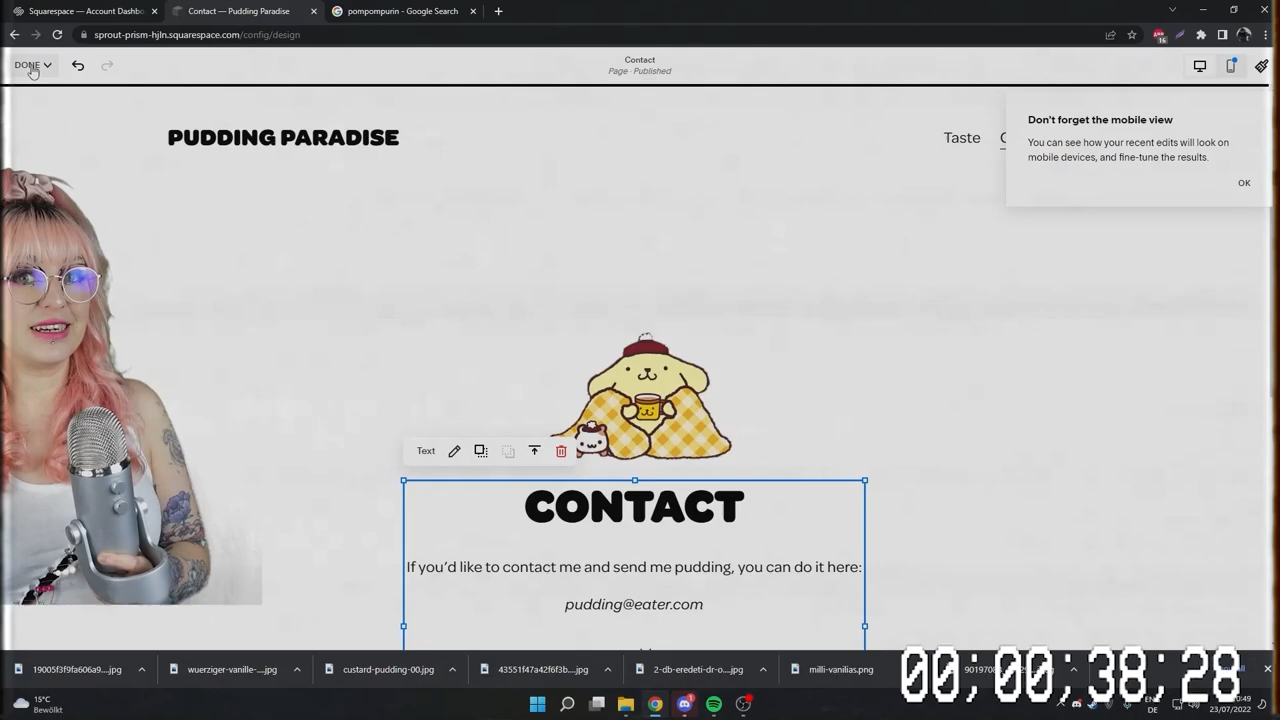 Squarespace — Account Dashbo
Contact — Pudding Paradise
pompompurin - Google Search
sprout-prism-hjln.squarespace.com/config/design
16
DONE
Contact
Page · Published
PUDDING PARADISE
Taste
C
Don't forget the mobile view
You can see how your recent edits will look on
mobile devices, and fine-tune the results.
OK
Text
CONTACT
If you'd like to contact me and send me pudding, you can do it here:
pudding@eater.com
19005f3f9fa606a9....jpg
wuerziger-vanille-....jpg
custard-pudding-00.jpg
43551f47a42f6f3b....jpg
2-db-eredeti-dr-o....jpg
milli-vanilias.png
00;00;38;28
15°C
Bewölkt
1
DE
23/07/2022